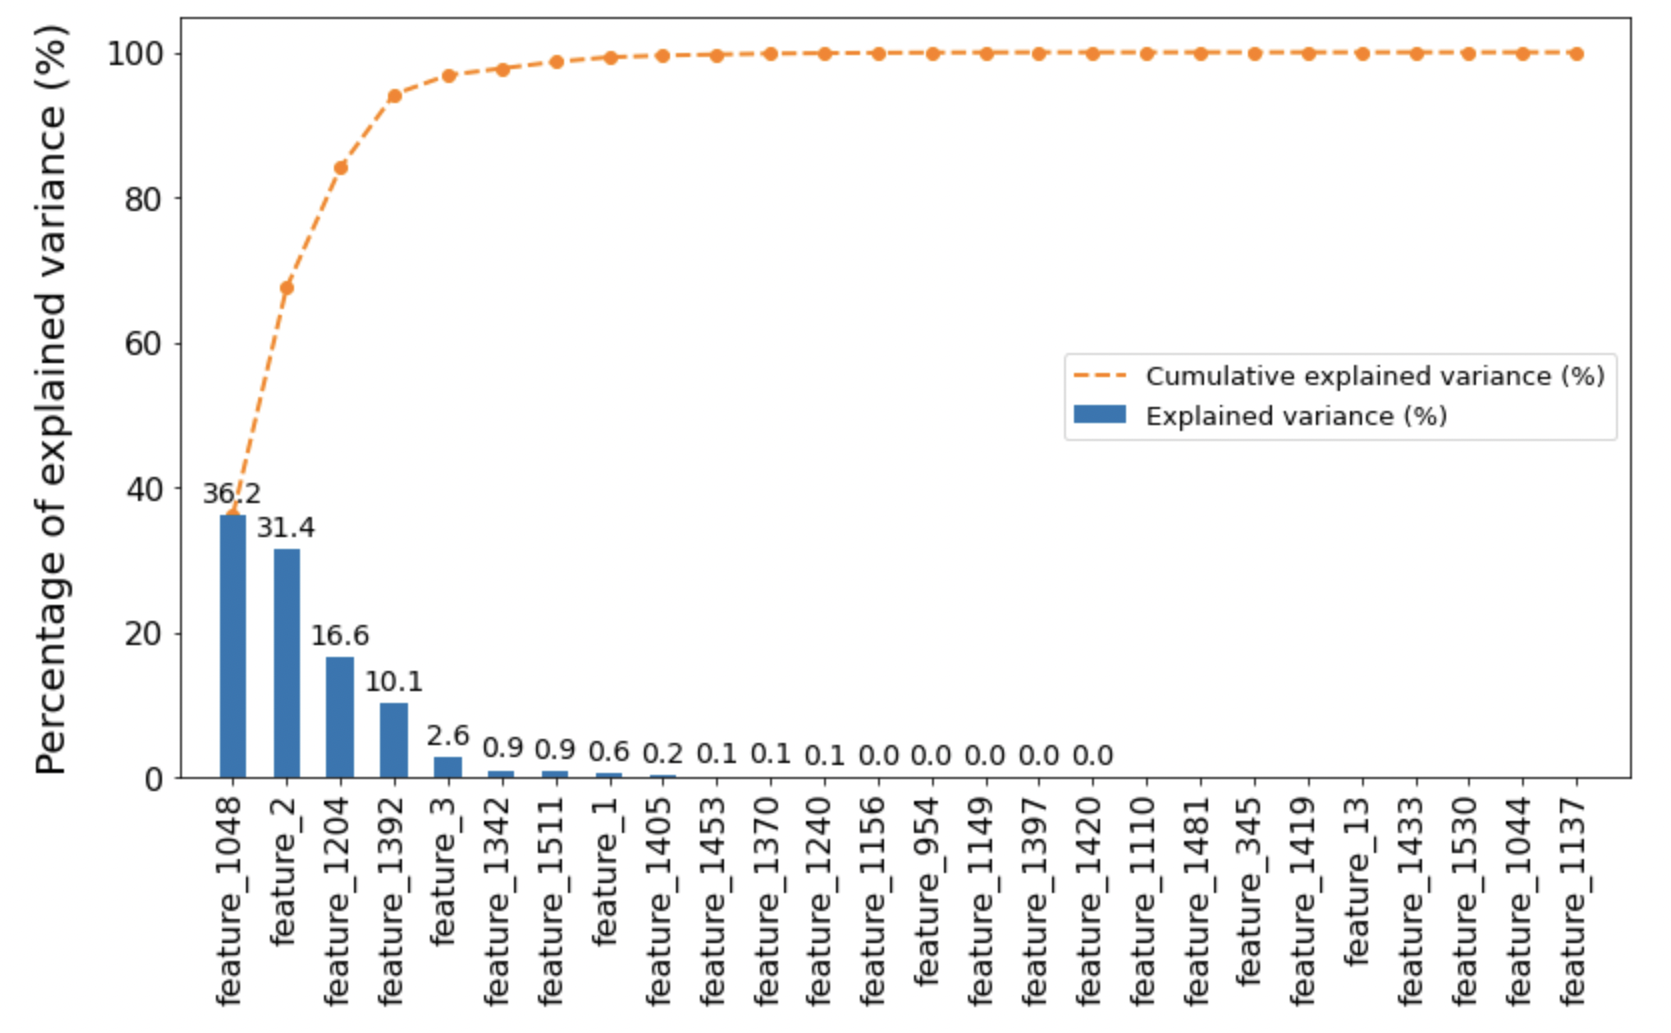 Percentage of explained variance (%)
100
80
60
40
20
0
36.2
31.4
16.6
10.1
2.6
0.9
0.9
0.6
0.2
0.1
0.1
0.1
0.0
0.0
0.0
0.0
0.0
Cumulative explained variance (%)
Explained variance (%)
feature_1048
feature_2
feature_1204
feature_1392
feature_3
feature_1342
feature_1511
feature_1
feature_1405
feature_1453
feature_1370
feature_1240
feature_1156
feature_954
feature_1149
feature_1397
feature_1420
feature_1110
feature_1481
feature_345
feature_1419
feature_13
feature_1433
feature_1530
feature_1044
feature_1137